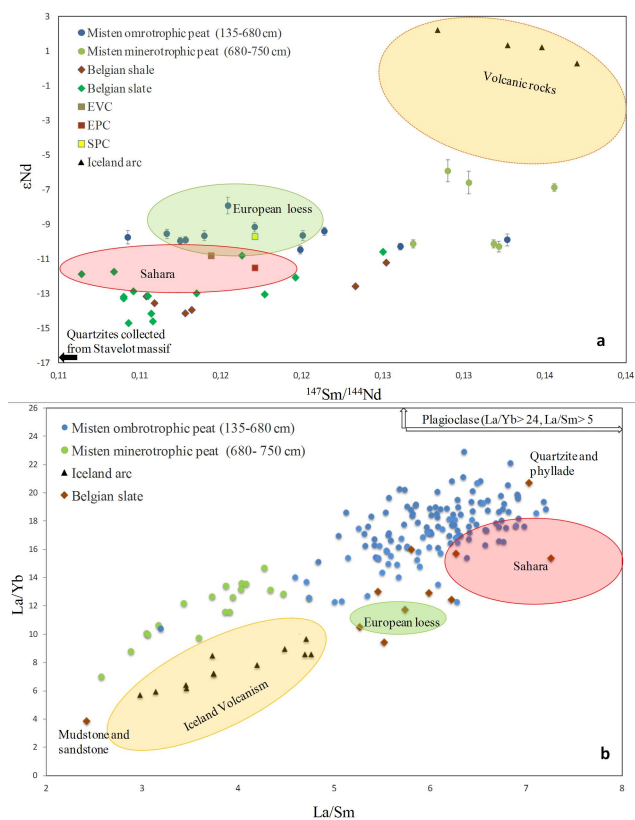 11
9
7
5
3
1
-1
-3
-5
-7
-9
-11
-13
-15
-17
εNd
Misten omrotrophic peat (135-680 cm)
Misten minerotrophic peat (680-750 cm)
Belgian shale
Belgian slate
EVC
EPC
SPC
Iceland arc
Volcanic rocks
European loess
Sahara
Quartzites collected
from Stavelot massif
a
0,11 0,11 0,12 0,12 0,13 0,13 0,14 0,14
147Sm/144Nd
26
24
22
20
18
16
14
12
10
8
6
4
2
0
La/Yb
Plagioclase (La/Yb> 24, La/Sm> 5
Misten ombrotrophic peat (135-680 cm)
Misten minerotrophic peat (680- 750 cm)
Iceland arc
Belgian slate
Quartzite and
phyllade
Sahara
European loess
Iceland Volcanism
Mudstone and
sandstone
b
2 3 4 5 6 7 8
La/Sm